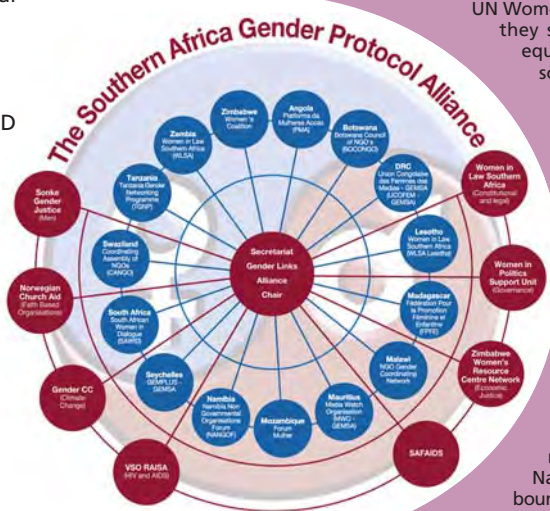 UN Wome
they s
equ
so
D
The Southern Africa Gender Protocol Alliance
Secretariat
Gender Links
Alliance
Chair
Angola
Plataforma da
Mulheres Acçao
(PMA)
Botswana
Botswana Council
of NGO's
(BOCONGO)
DRC
Union Congolaise
des Femmes des
Medias - GEMSA
(UCOFEM -
GEMSA)
Lesotho
Women in Law
Southern Africa
(WLSA Lesotho)
Madagascar
Fédération Pour
la Promotion
Féminine et
Enfantine
(FPFE)
Malawi
NGO Gender
Coordinating
Network
Mauritius
Media Watch
Organisation
(MWO -
GEMSA)
Mozambique
Forum
Mulher
Namibia
Namibia Non
Governmental
Organisations
Forum
(NANGOF)
Seychelles
GEMPLUS -
GEMSA
South Africa
South African
Women in
Dialogue
(SAWID)
Swaziland
Coordinating
Assembly of
NGOs
(CANGO)
Tanzania
Tanzania Gender
Networking
Programme
(TGNP)
Zambia
Women in Law
Southern Africa
(WLSA)
Zimbabwe
Women's
Coalition
Women in
Law Southern
Africa
(Constitutional
and legal)
Women in
Politics
Support Unit
(Governance)
Zimbabwe
Women's
Resource
Centre Network
(Economic
Justice)
SAFAIDS
VSO RAISA
(HIV and AIDS)
Gender CC
(Climate
Change)
Norwegian
Church Aid
(Faith Based
Organisations)
Sonke
Gender
Justice
(Men)
Na
boun